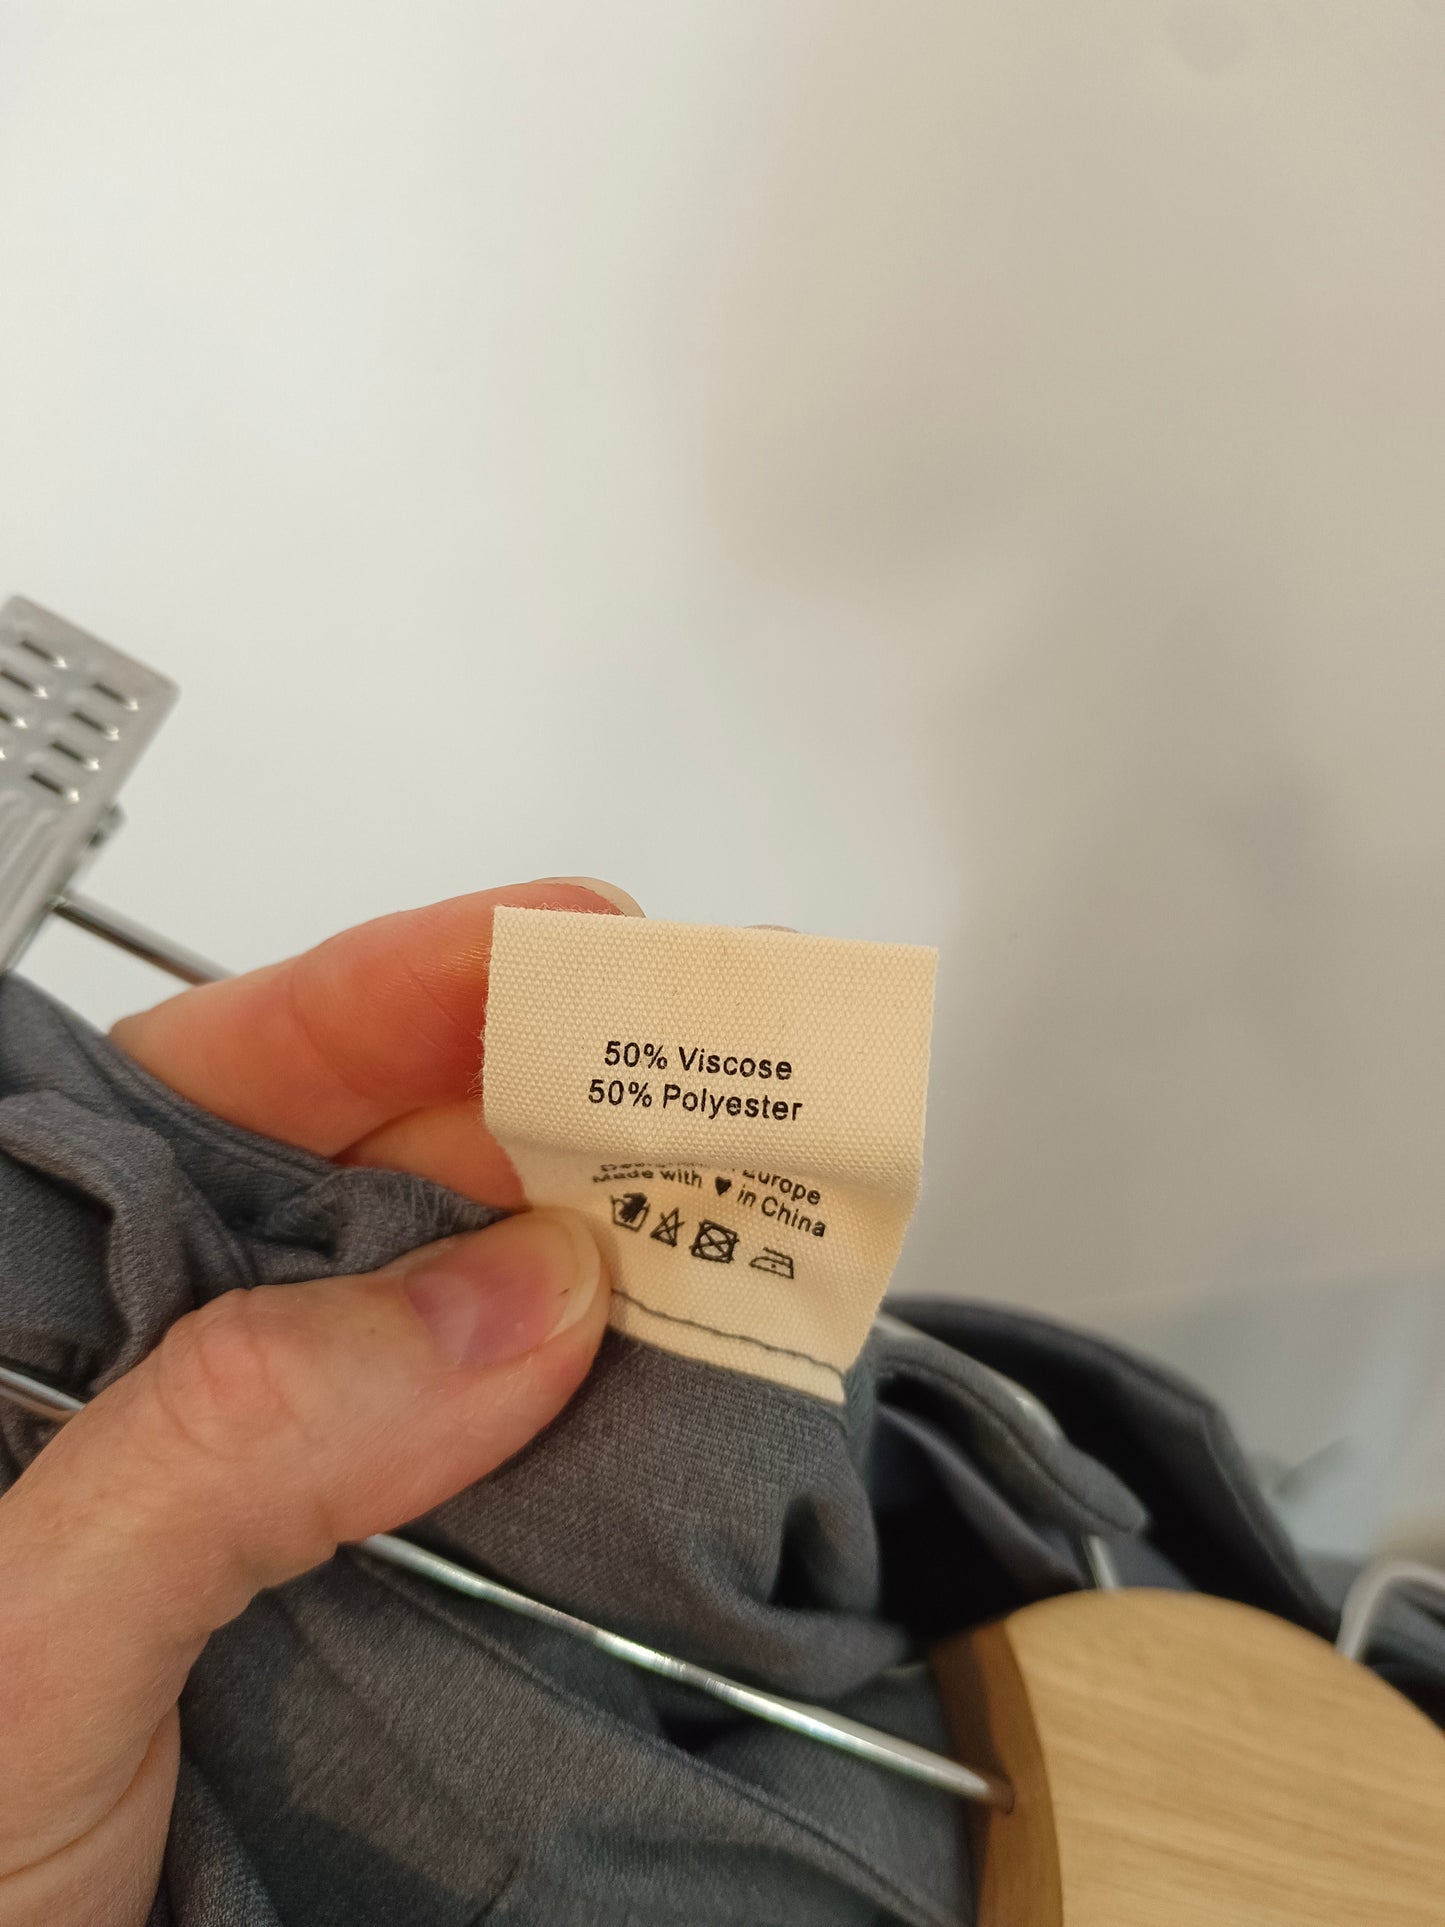 50% Viscose
50% Polyester
Europe
Made with ♥ in China